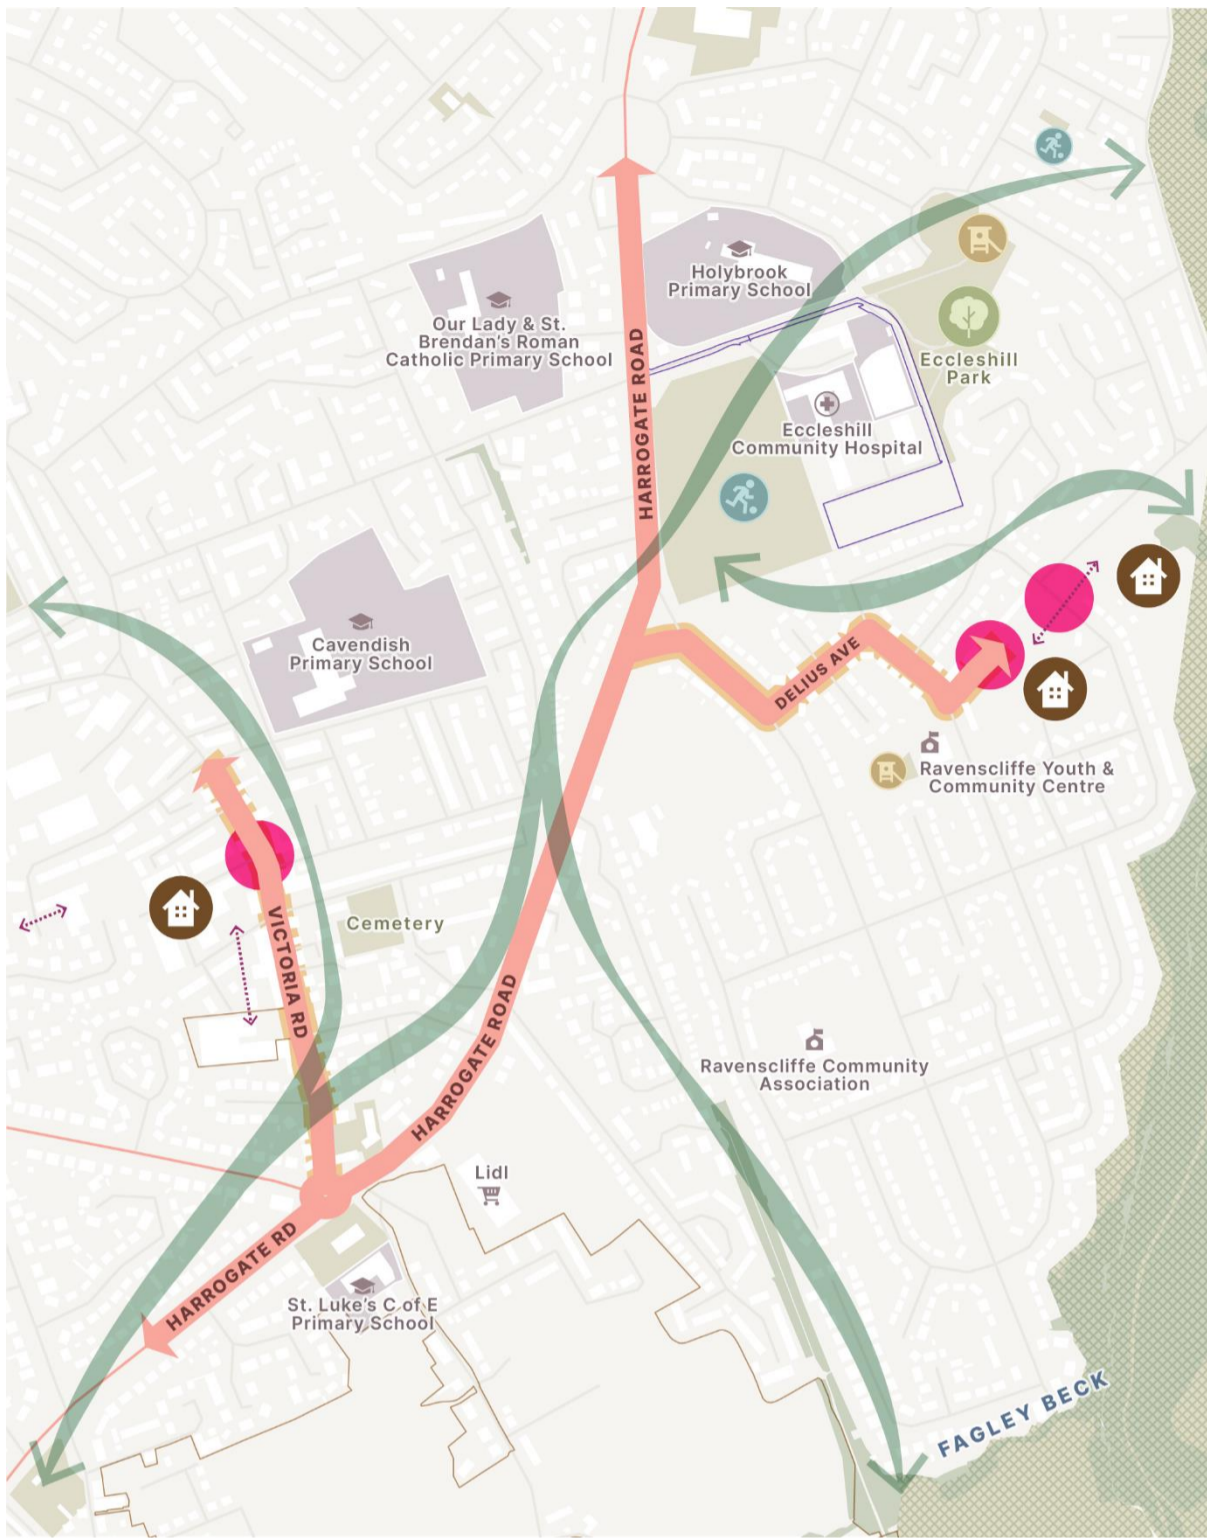 Holybrook
Primary School
Our Lady & St.
Brendan's Roman
Catholic Primary School
HARROGATE ROAD
Eccleshill
Park
Eccleshill
Community Hospital
Cavendish
Primary School
DELIUS AVE
Ravenscliffe Youth &
Community Centre
VICTORIA RD
Cemetery
HARROGATE ROAD
Ravenscliffe Community
Association
Lidl
HARROGATE RD
St. Luke's C of E
Primary School
FAGLEY BECK